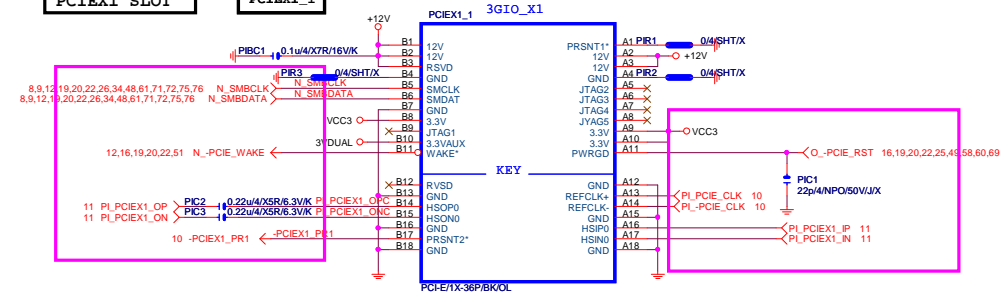 PCIEX1 SLOT
PCIEX1_1
+12V
PCIEX1_1
3GIO_X1
PIBC1 0.1u/4/X7R/16V/K
B1 12V PRSNT1* A1 PIR1 0/4/SHT/X
B2 12V 12V A2 +12V
B3 RSVD 12V A3
PIR3 0/4/SHT/X B4 GND GND A4 PIR2 0/4/SHT/X
8,9,12,19,20,22,26,34,48,61,71,72,75,76 N_SMBCLK N_SMBCLK B5 SMCLK JTAG2 A5
8,9,12,19,20,22,26,34,48,61,71,72,75,76 N_SMBDATA N_SMBDATA B6 SMDAT JTAG3 A6
B7 GND JTAG4 A7
VCC3 B8 3.3V JYAG5 A8
B9 JTAG1 3.3V A9 VCC3
3VDUAL B10 3.3VAUX 3.3V A10
12,16,19,20,22,51 N_-PCIE_WAKE B11 WAKE* PWRGD A11 O_-PCIE_RST 16,19,20,22,25,49,58,60,69
KEY
PIC1
22p/4/NPO/50V/J/X
B12 RVSD GND A12
B13 GND REFCLK+ A13 PI_PCIE_CLK 10
11 PI_PCIEX1_OP PIC2 0.22u/4/X5R/6.3V/K PI_PCIEX1_OPC B14 HSOP0 REFCLK- A14 PI_-PCIE_CLK 10
11 PI_PCIEX1_ON PIC3 0.22u/4/X5R/6.3V/K PI_PCIEX1_ONC B15 HSON0 GND A15
B16 GND HSIP0 A16 PI_PCIEX1_IP 11
10 -PCIEX1_PR1 -PCIEX1_PR1 B17 PRSNT2* HSIN0 A17 PI_PCIEX1_IN 11
B18 GND GND A18
PCI-E/1X-36P/BK/OL